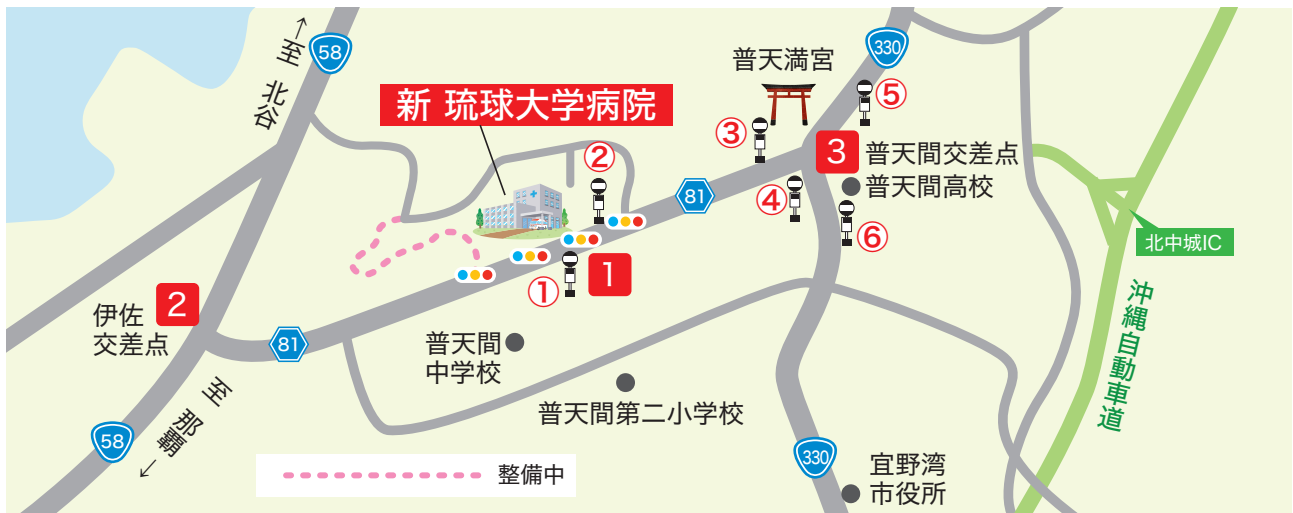 58
←至 北谷
新 琉球大学病院
普天満宮
330
⑤
③
②
3
普天間交差点
普天間高校
81
④
⑥
北中城IC
沖縄自動車道
①
1
2
伊佐
交差点
81
普天間
中学校
普天間第二小学校
至 那覇→
58
整備中
330
宜野湾
市役所